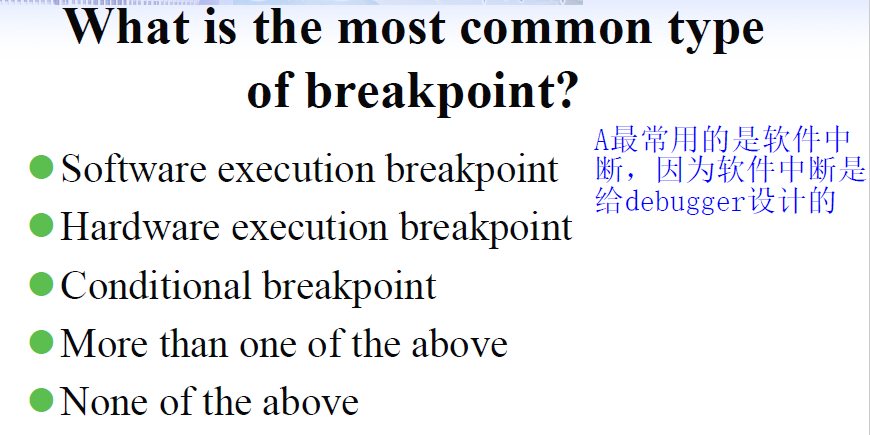 What is the most common type
of breakpoint?
A最常用的是软件中
断，因为软件中断是
给debugger设计的
Software execution breakpoint
Hardware execution breakpoint
Conditional breakpoint
More than one of the above
None of the above